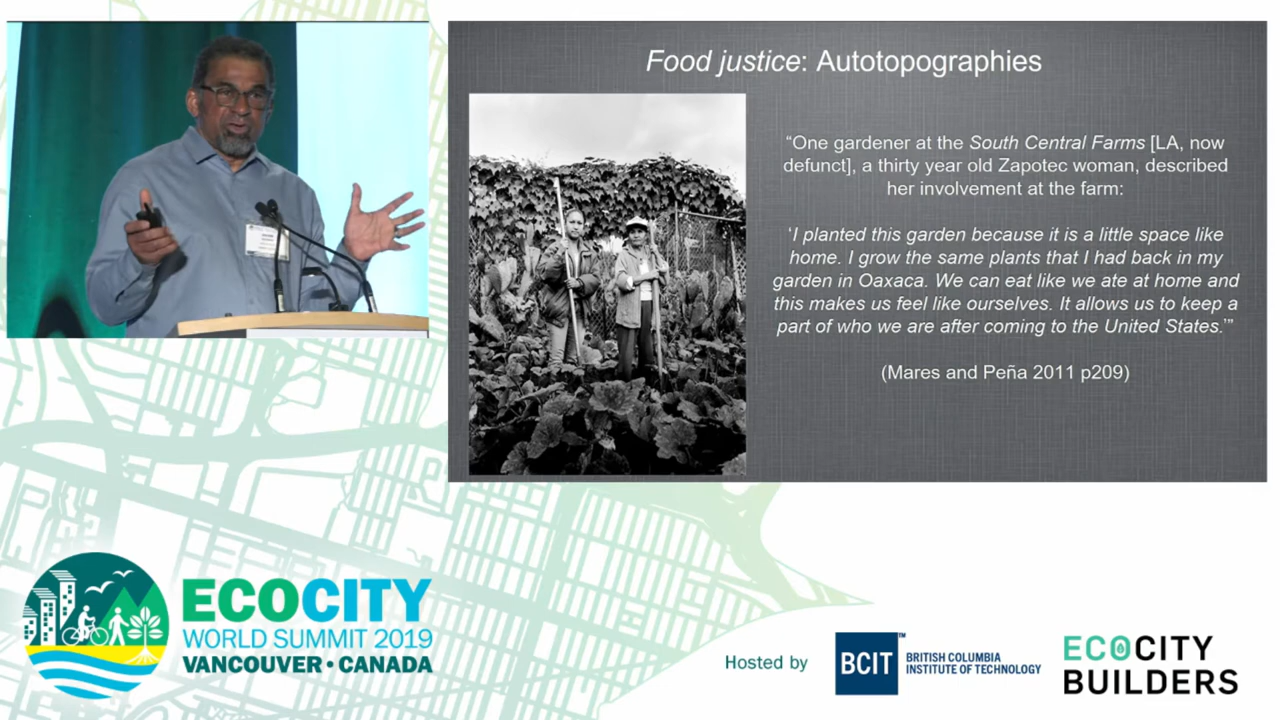 Food justice: Autotopographies
“One gardener at the South Central Farms [LA, now
defunct], a thirty year old Zapotec woman, described
her involvement at the farm:
‘I planted this garden because it is a little space like
home. I grow the same plants that I had back in my
garden in Oaxaca. We can eat like we ate at home and
this makes us feel like ourselves. It allows us to keep a
part of who we are after coming to the United States.’”
(Mares and Peña 2011 p209)
ECOCITY
WORLD SUMMIT 2019
VANCOUVER • CANADA
Hosted by
BCIT™
BRITISH COLUMBIA
INSTITUTE OF TECHNOLOGY
ECOCITY
BUILDERS